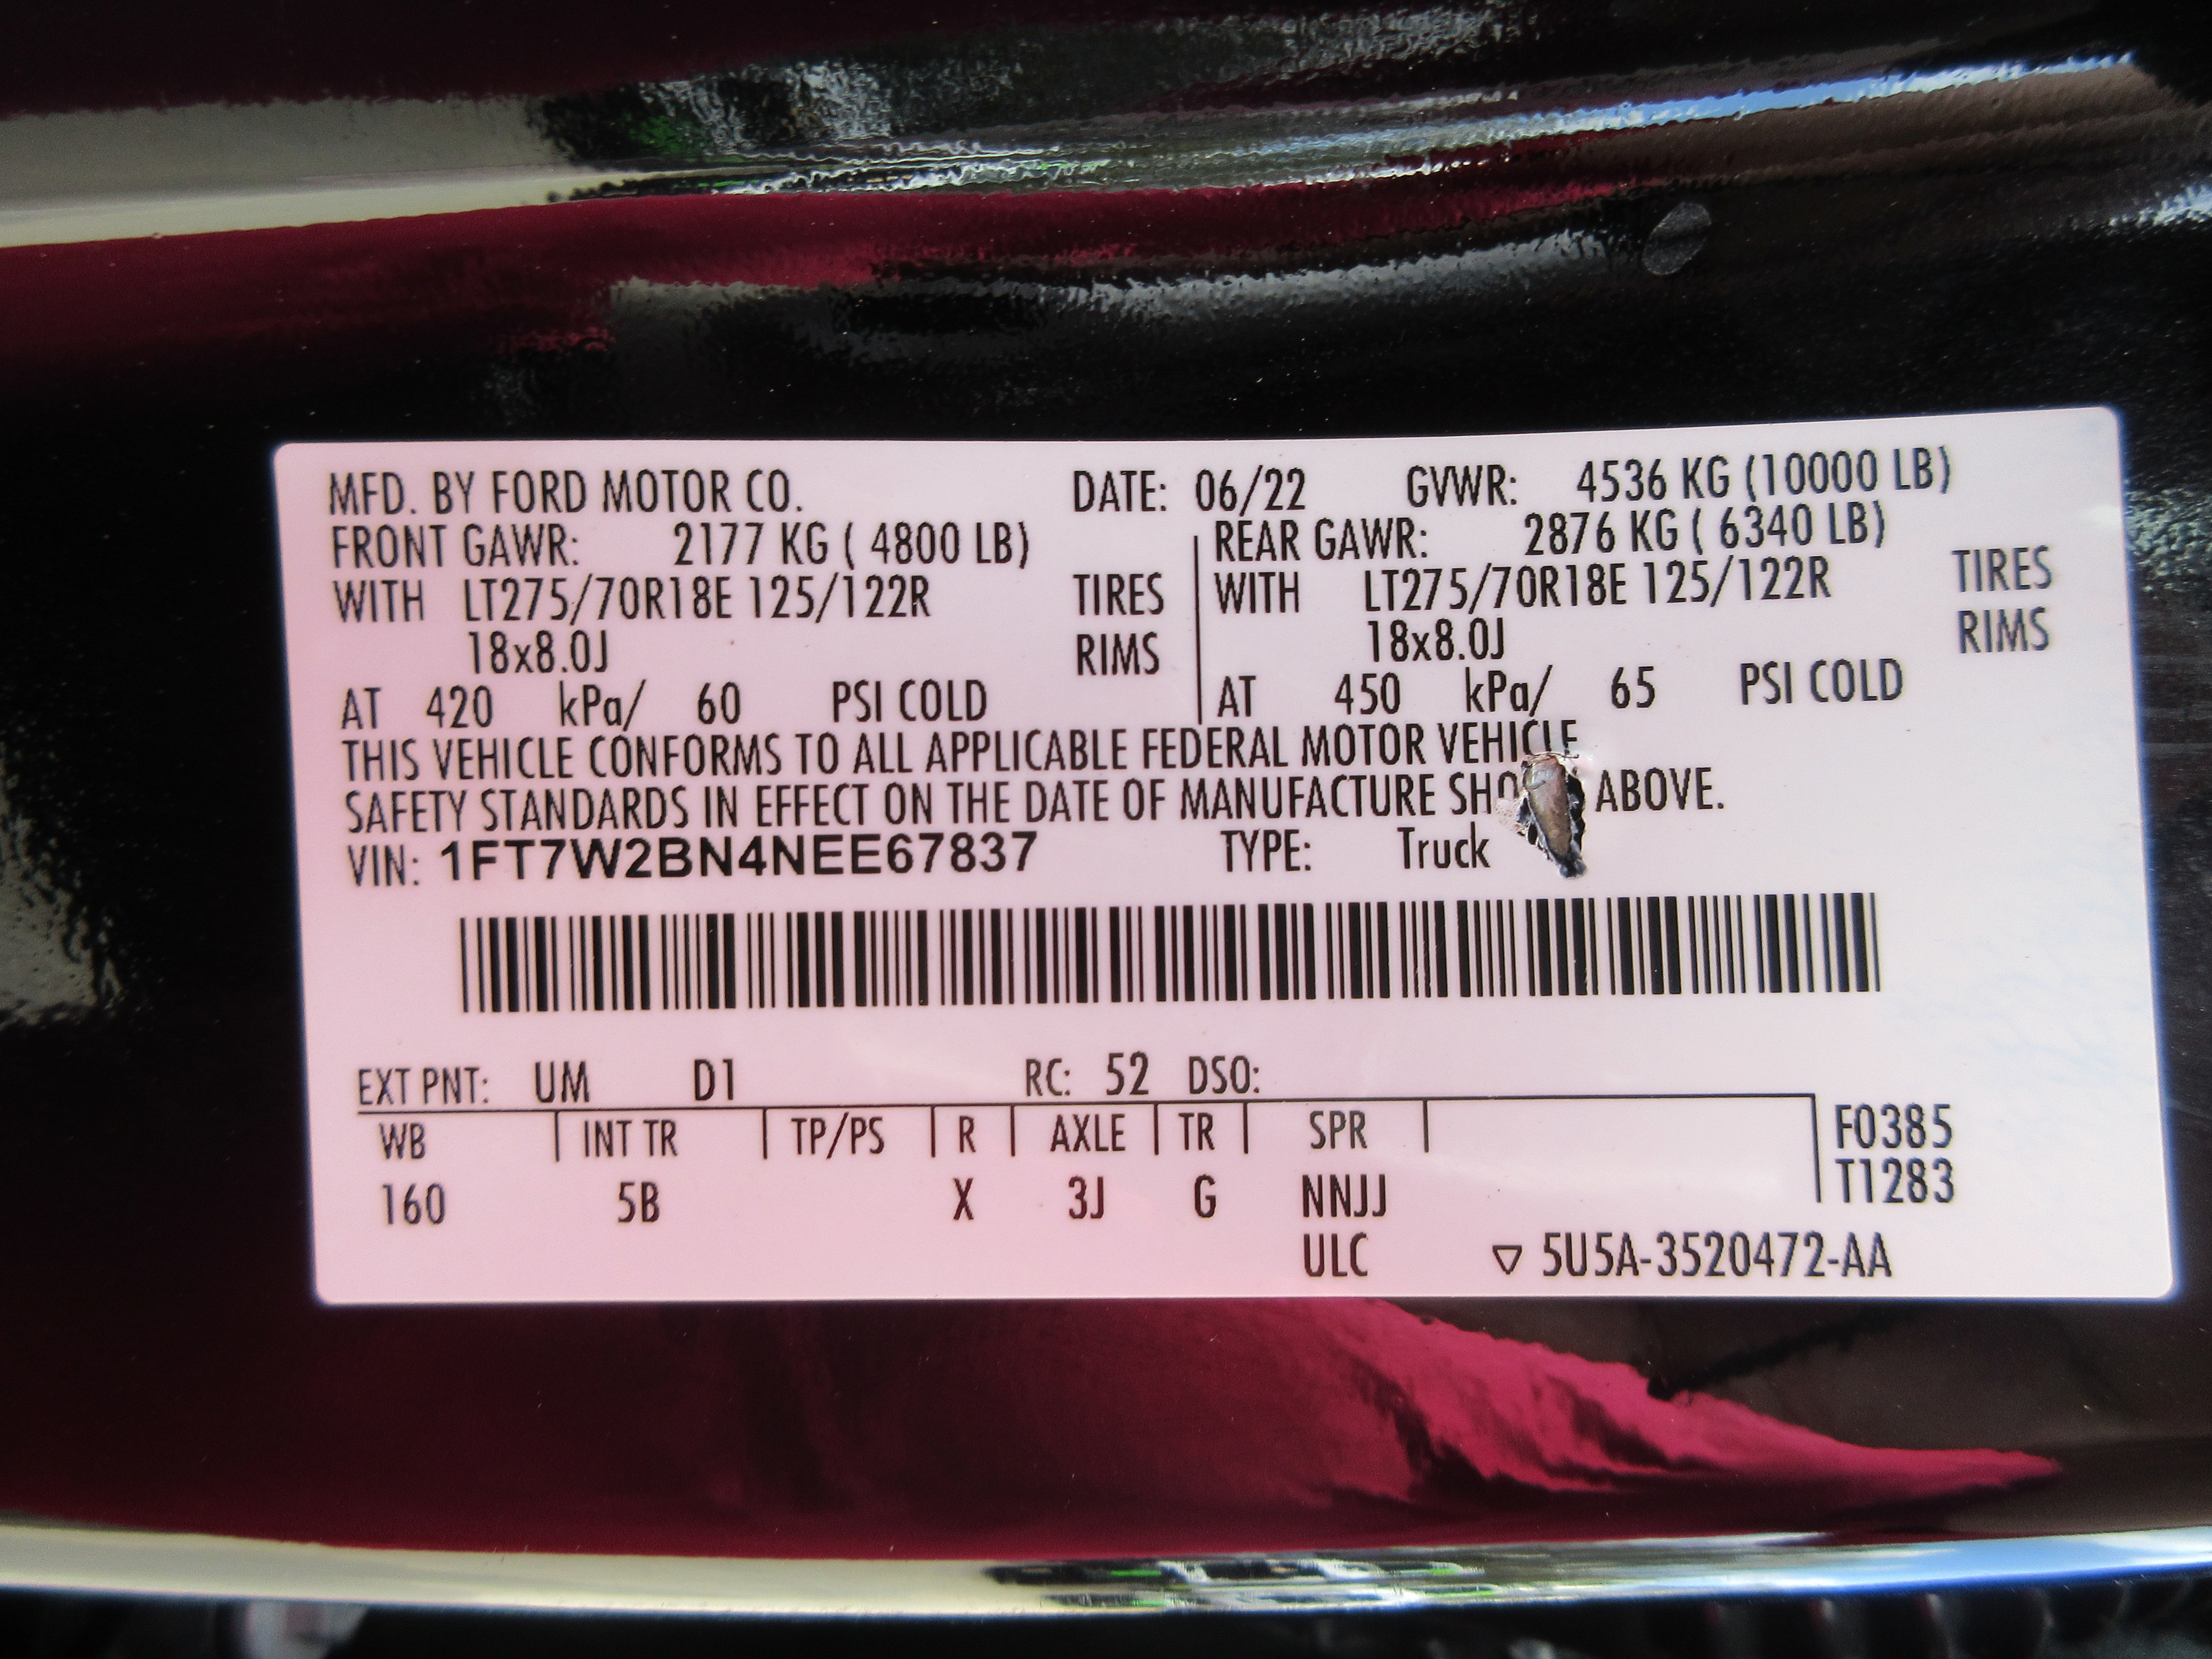 MFD. BY FORD MOTOR CO. DATE: 06/22 GVWR: 4536 KG (10000 LB)
FRONT GAWR: 2177 KG ( 4800 LB) REAR GAWR: 2876 KG ( 6340 LB)
WITH LT275/70R18E 125/122R TIRES WITH LT275/70R18E 125/122R TIRES
18x8.0J RIMS 18x8.0J RIMS
AT 420 kPa/ 60 PSI COLD AT 450 kPa/ 65 PSI COLD
THIS VEHICLE CONFORMS TO ALL APPLICABLE FEDERAL MOTOR VEHICLE
SAFETY STANDARDS IN EFFECT ON THE DATE OF MANUFACTURE ABOVE.
VIN: 1FT7W2BN4NEE67837 TYPE: Truck
EXT PNT: UM D1 RC: 52 DSO:
WB INT TR TP/PS R AXLE TR SPR F0385
T1283
160 5B X 3J G NNJJ
ULC ▽ 5U5A-3520472-AA